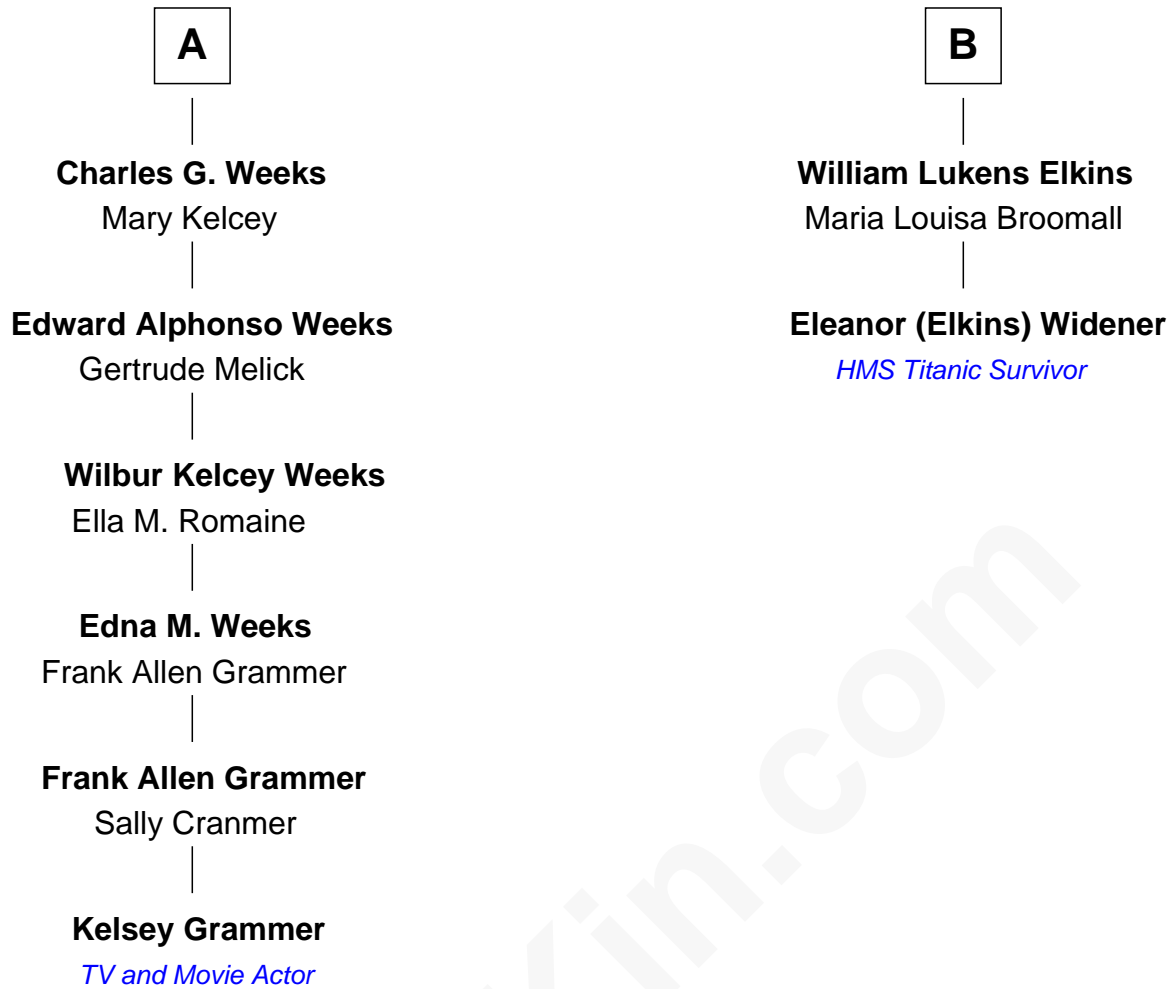 A
Charles G. Weeks
Mary Kelcey
Edward Alphonso Weeks
Gertrude Melick
Wilbur Kelcey Weeks
Ella M. Romaine
Edna M. Weeks
Frank Allen Grammer
Frank Allen Grammer
Sally Cranmer
Kelsey Grammer
TV and Movie Actor
B
William Lukens Elkins
Maria Louisa Broomall
Eleanor (Elkins) Widener
HMS Titanic Survivor